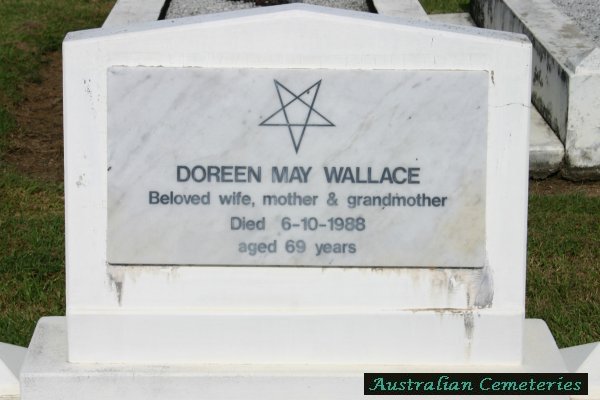 DOREEN MAY WALLACE
Beloved wife, mother & grandmother
Died 6-10-1988
aged 69 years
Australian Cemeteries